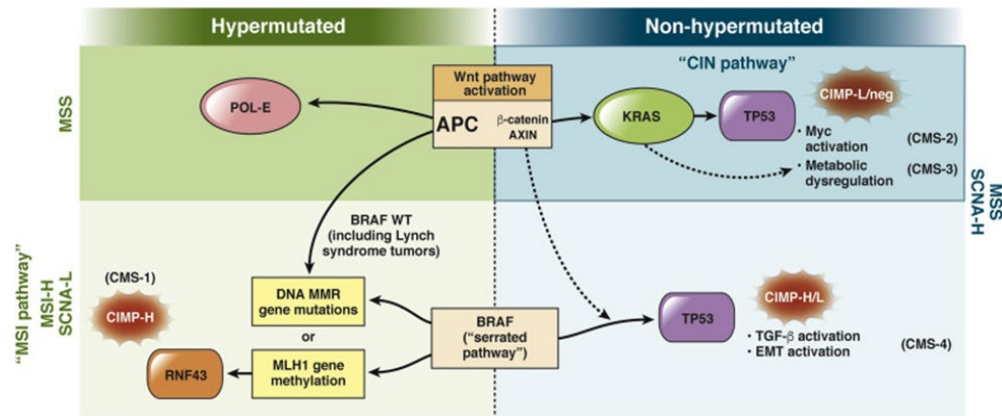 Hypermutated
Non-hypermutated
MSS
POL-E
Wnt pathway
activation
APC
β-catenin
AXIN
"CIN pathway"
KRAS
TP53
CIMP-L/neg
• Myc
activation
(CMS-2)
• Metabolic
dysregulation
(CMS-3)
MSS
SCNA-H
BRAF WT
(including Lynch
syndrome tumors)
"MSI pathway"
MSI-H
SCNA-L
(CMS-1)
CIMP-H
DNA MMR
gene mutations
or
MLH1 gene
methylation
RNF43
BRAF
("serrated
pathway")
TP53
CIMP-H/L
• TGF-β activation
• EMT activation
(CMS-4)